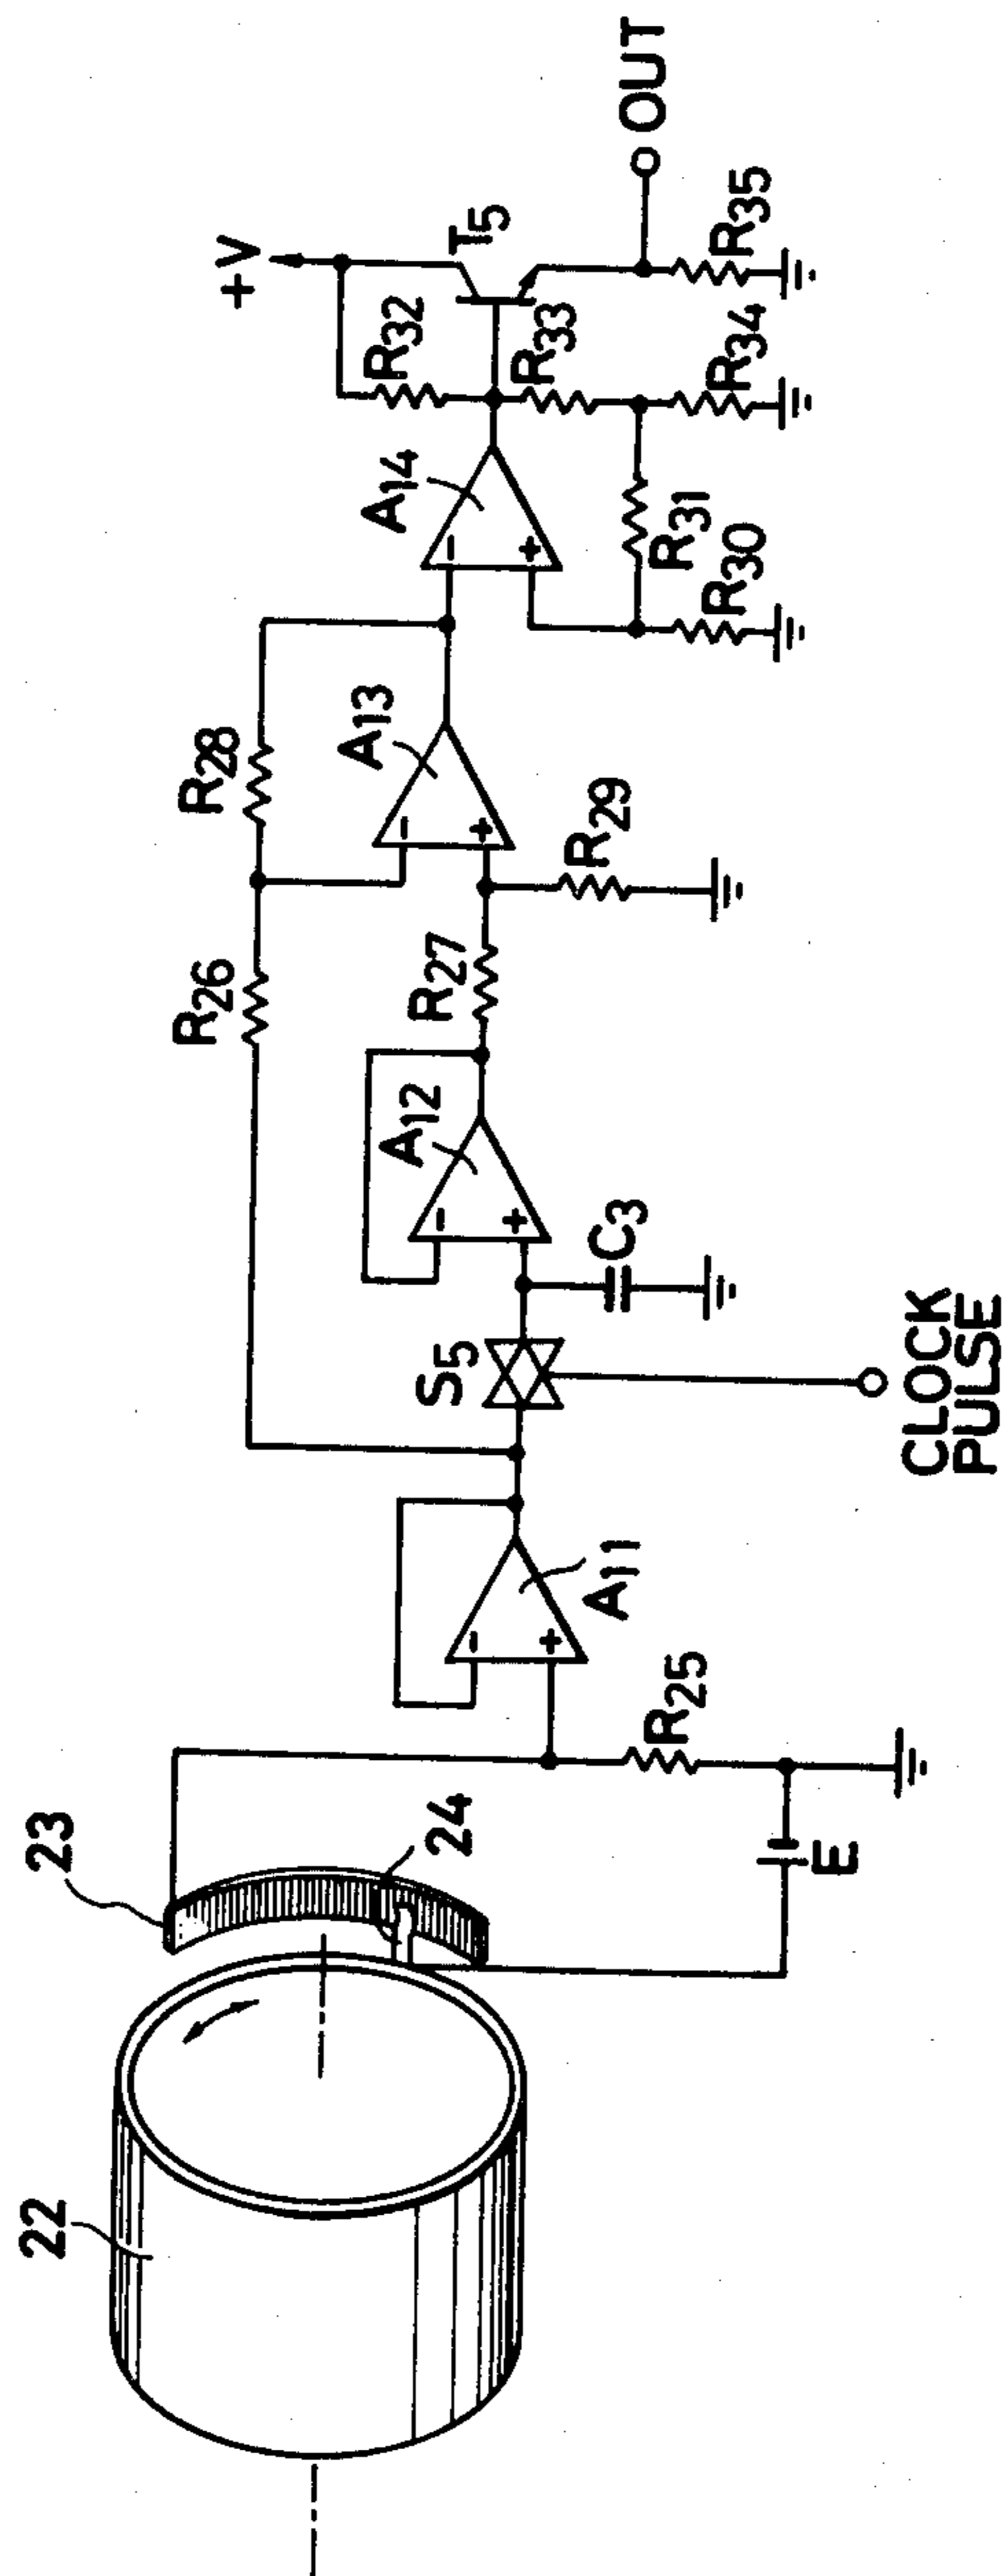 22
23
24
E
R25
A11
S5
CLOCK
PULSE
C3
A12
R26
R27
R28
R29
A13
A14
R30
R31
R32
R33
R34
R35
+V
T5
OUT
- +
- +
- +
- +